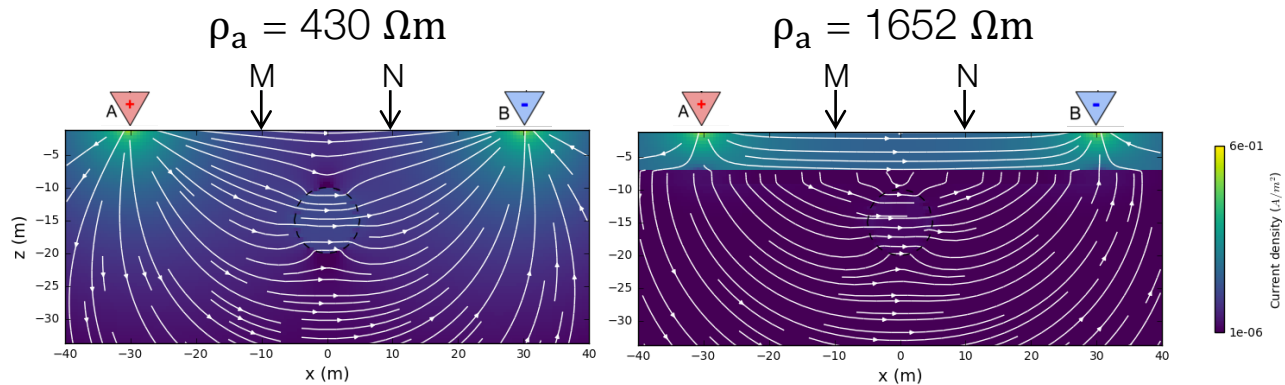 ρₐ = 430 Ωm
ρₐ = 1652 Ωm
M N
M N
A + B -
A + B -
−5
−10
−15
−20
−25
−30
z (m)
−40 −30 −20 −10 0 10 20 30 40
x (m)
−5
−10
−15
−20
−25
−30
−40 −30 −20 −10 0 10 20 30 40
x (m)
6e-01
1e-06
Current density (A/m²)